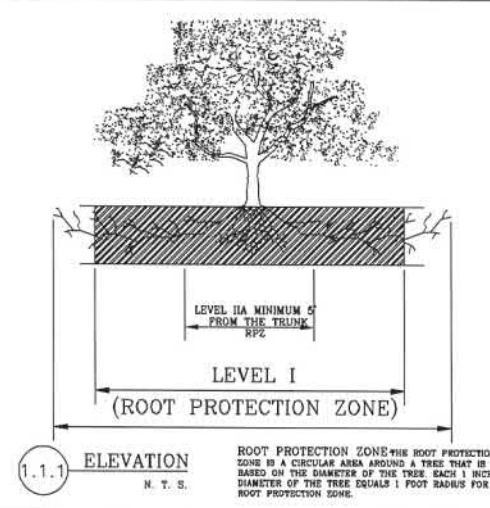 LEVEL IIA MINIMUM 5'
FROM THE TRUNK
RPZ
LEVEL I
(ROOT PROTECTION ZONE)
1.1.1
ELEVATION
N. T. S.
ROOT PROTECTION ZONE THE ROOT PROTECTIO
ZONE IS A CIRCULAR AREA AROUND A TREE THAT IS
BASED ON THE DIAMETER OF THE TREE. EACH 1 INC
DIAMETER OF THE TREE EQUALS 1 FOOT RADIUS FOR
ROOT PROTECTION ZONE.